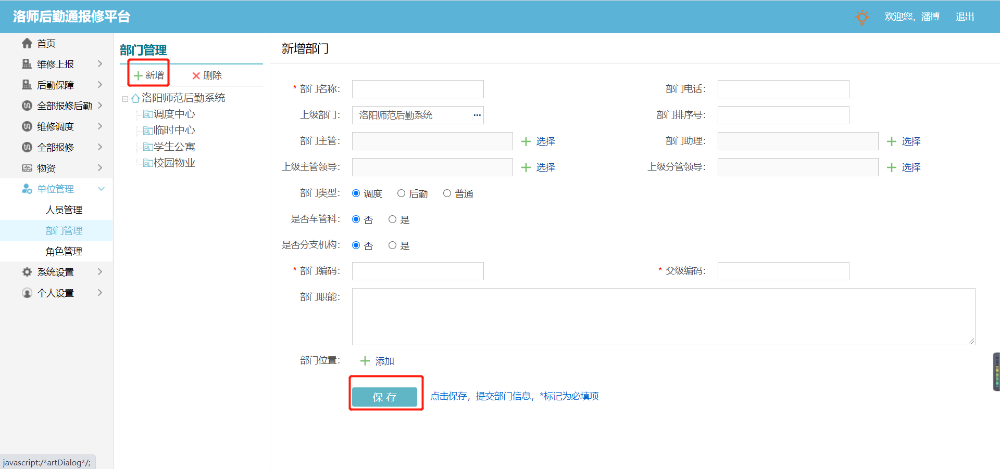 洛师后勤通报修平台
欢迎您，潘博 退出
首页
维修上报
后勤保障
全部报修后勤
维修调度
全部报修
物资
单位管理
人员管理
部门管理
角色管理
系统设置
个人设置
部门管理
新增 删除
洛阳师范后勤系统
调度中心
临时中心
学生公寓
校园物业
新增部门
* 部门名称： 部门电话：
上级部门： 洛阳师范后勤系统 ··· 部门排序号：
部门主管： 选择 部门助理： 选择
上级主管领导： 选择 上级分管领导： 选择
部门类型： 调度 后勤 普通
是否车管科： 否 是
是否分支机构： 否 是
* 部门编码： * 父级编码：
部门职能：
部门位置： 添加
保 存 点击保存，提交部门信息，*标记为必填项
javascript:/*artDialog*/;